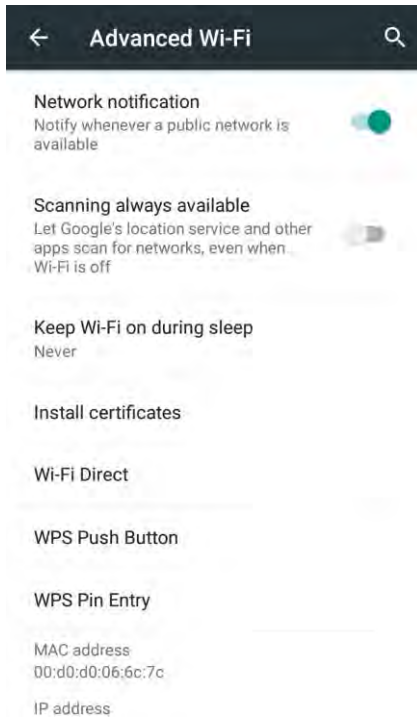 Advanced Wi-Fi
Network notification
Notify whenever a public network is
available
Scanning always available
Let Google's location service and other
apps scan for networks, even when
Wi-Fi is off
Keep Wi-Fi on during sleep
Never
Install certificates
Wi-Fi Direct
WPS Push Button
WPS Pin Entry
MAC address
00:d0:d0:06:6c:7c
IP address